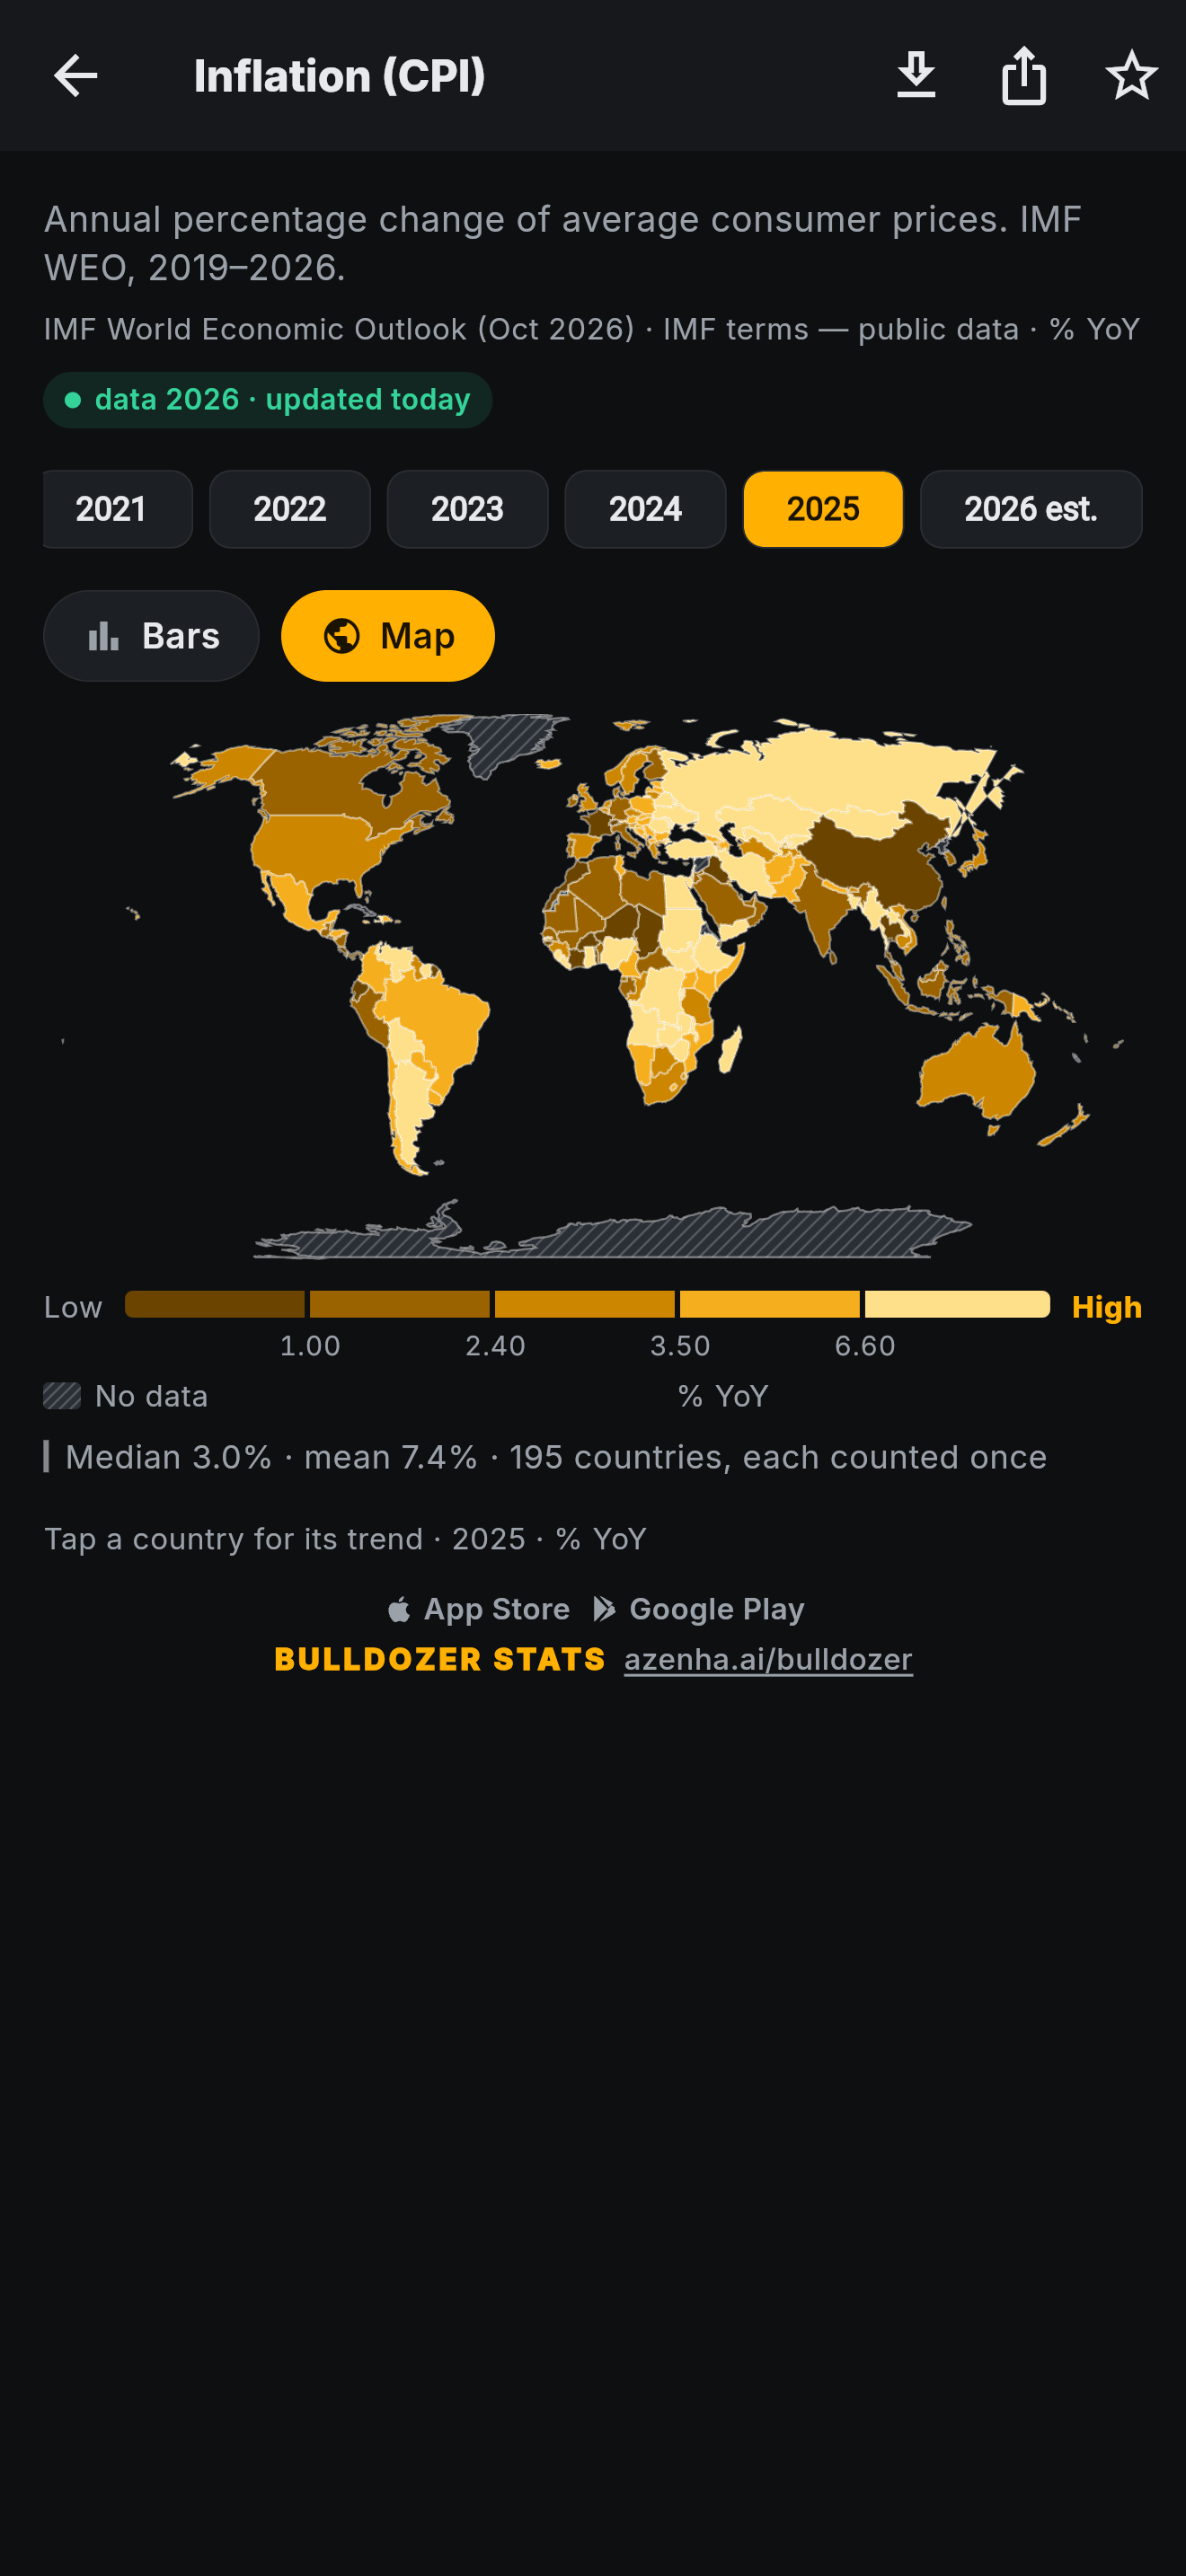 Inflation (CPI)
Annual percentage change of average consumer prices. IMF
WEO, 2019–2026.
IMF World Economic Outlook (Oct 2026) · IMF terms — public data · % YoY
data 2026 · updated today
2021 2022 2023 2024 2025 2026 est.
Bars Map
Low High
1.00 2.40 3.50 6.60
No data % YoY
Median 3.0% · mean 7.4% · 195 countries, each counted once
Tap a country for its trend · 2025 · % YoY
App Store Google Play
BULLDOZER STATS azenha.ai/bulldozer